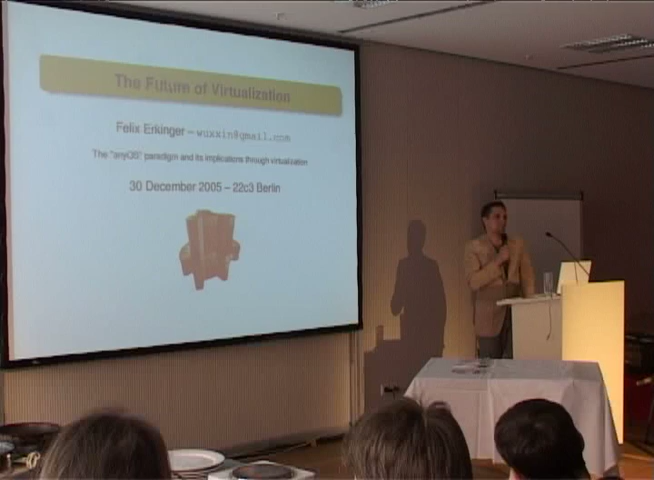 The Future of Virtualization
Felix Erkinger – wuxxin@gmail.com
The "anyOS" paradigm and its implications through virtualization
30 December 2005 – 22c3 Berlin